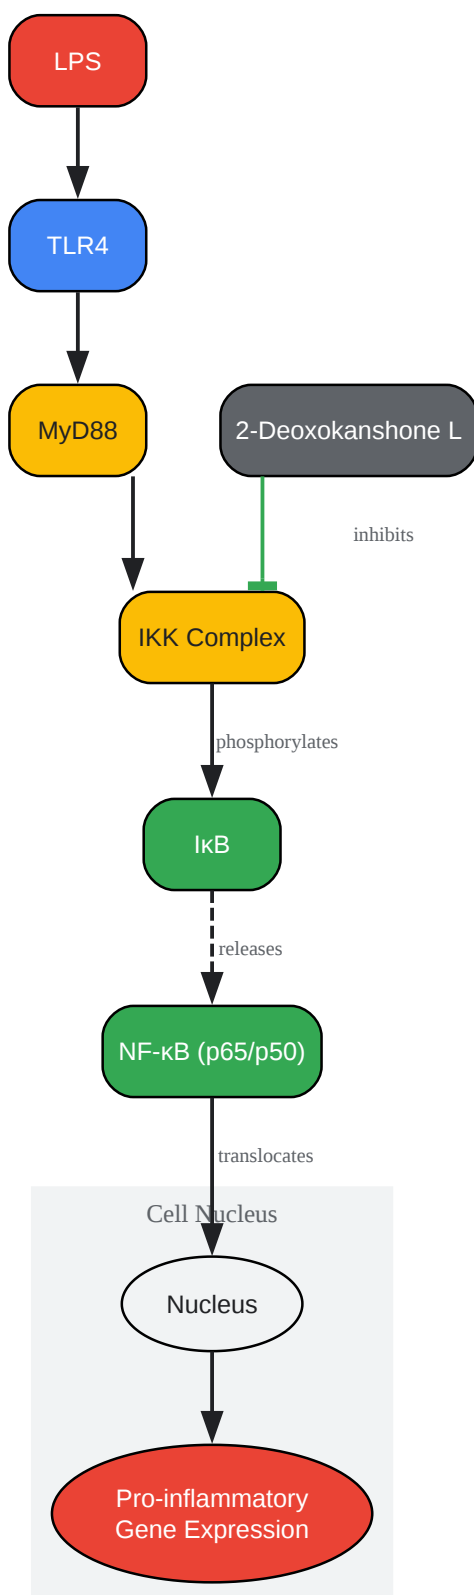 LPS
TLR4
MyD88
2-Deoxokanshone L
inhibits
IKK Complex
phosphorylates
IκB
releases
NF-κB (p65/p50)
translocates
Cell Nucleus
Nucleus
Pro-inflammatory
Gene Expression